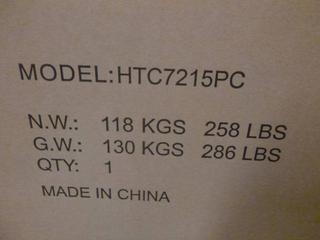 MODEL:HTC7215PC
N.W.: 118 KGS 258 LBS
G.W.: 130 KGS 286 LBS
QTY: 1
MADE IN CHINA